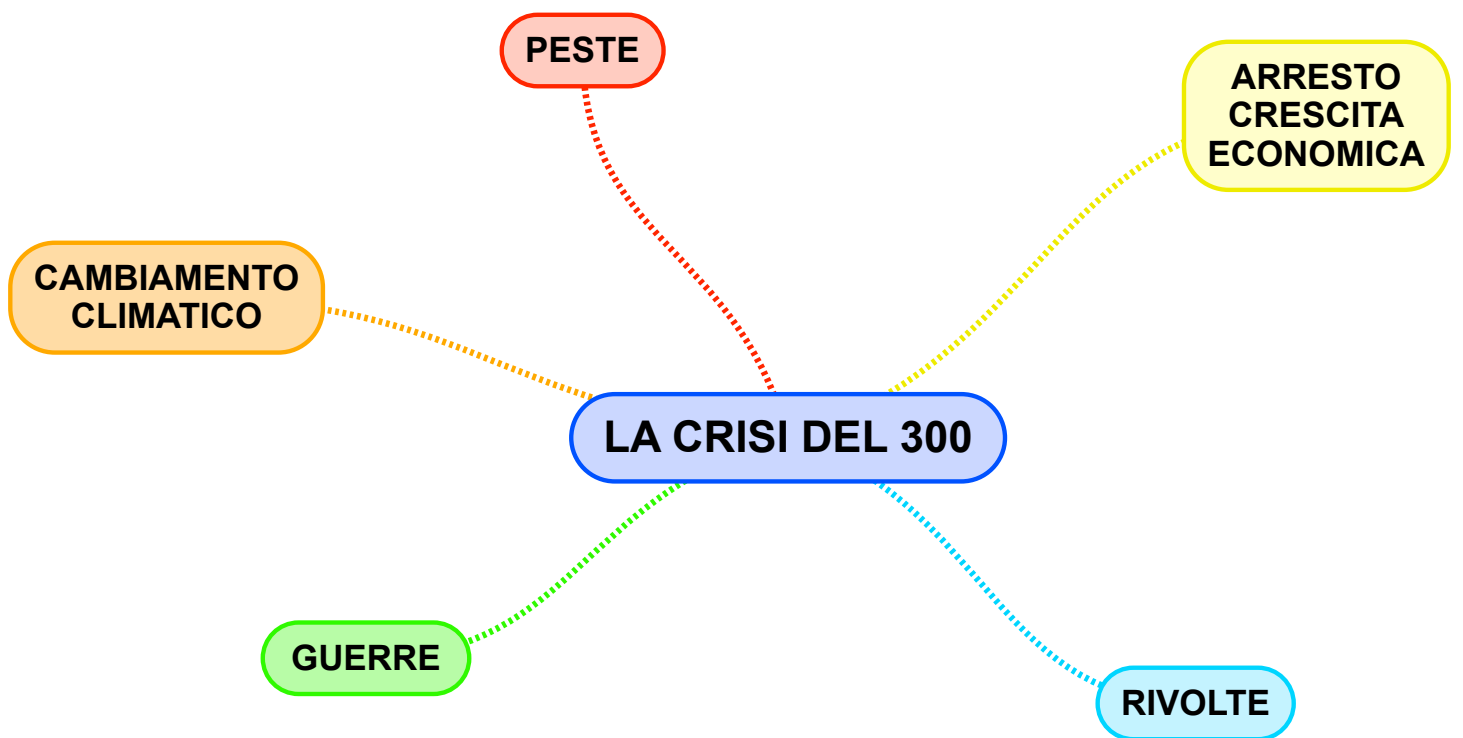 PESTE
ARRESTO
CRESCITA
ECONOMICA
CAMBIAMENTO
CLIMATICO
LA CRISI DEL 300
GUERRE
RIVOLTE